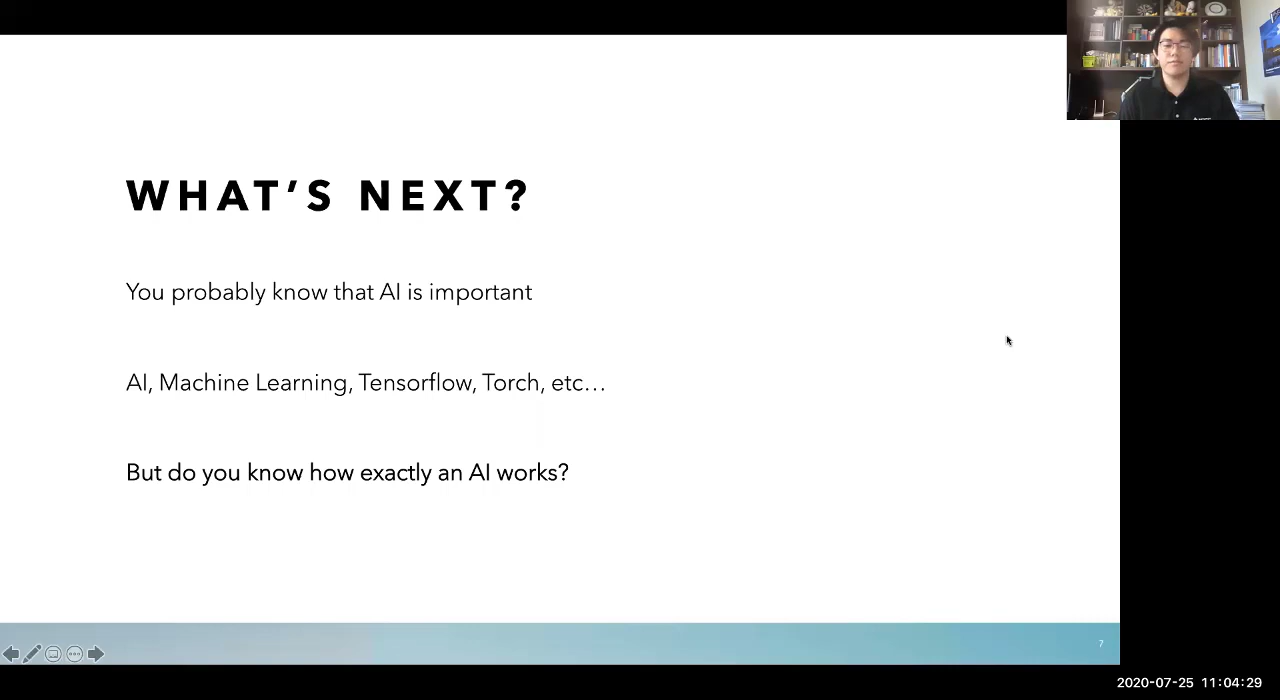 WHAT'S NEXT?
You probably know that AI is important
AI, Machine Learning, Tensorflow, Torch, etc…
But do you know how exactly an AI works?
7
2020-07-25 11:04:29